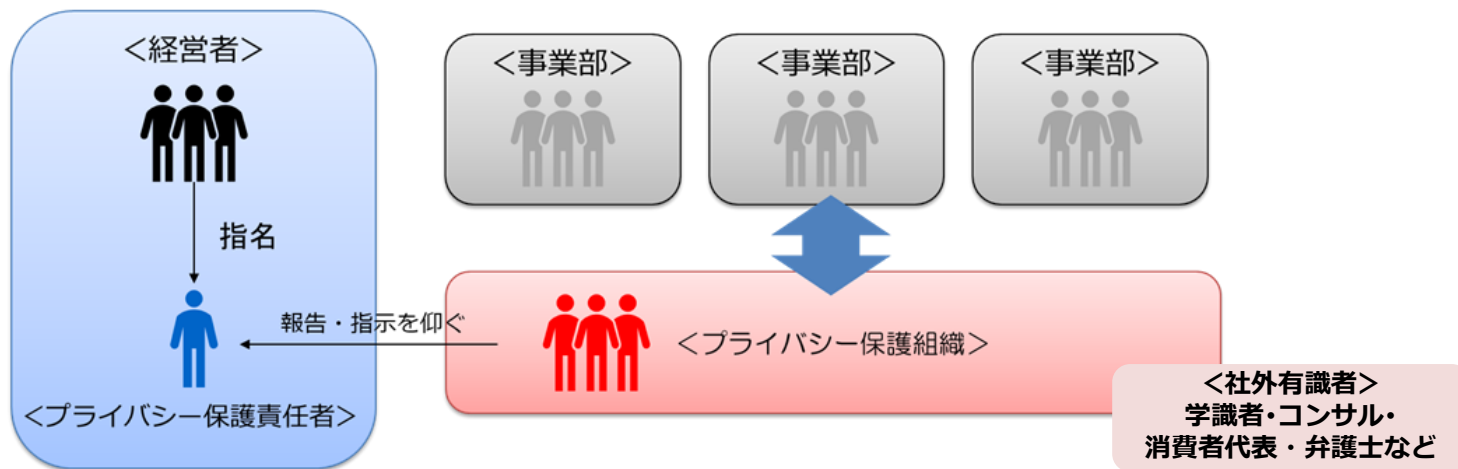 ＜経営者＞
指名
＜プライバシー保護責任者＞
＜事業部＞
＜事業部＞
＜事業部＞
報告・指示を仰ぐ
＜プライバシー保護組織＞
＜社外有識者＞
学識者・コンサル・
消費者代表・弁護士など